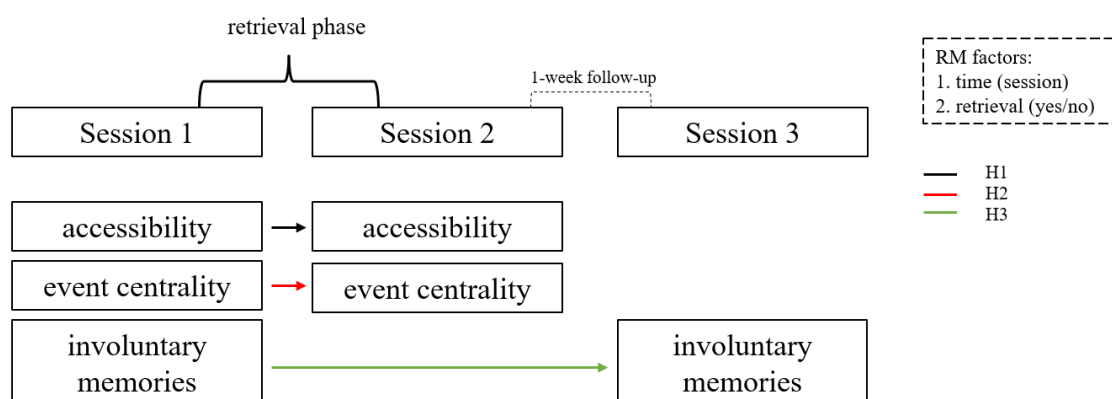 retrieval phase
1-week follow-up
Session 1
Session 2
Session 3
RM factors:
1. time (session)
2. retrieval (yes/no)
H1
H2
H3
accessibility
accessibility
event centrality
event centrality
involuntary
memories
involuntary
memories